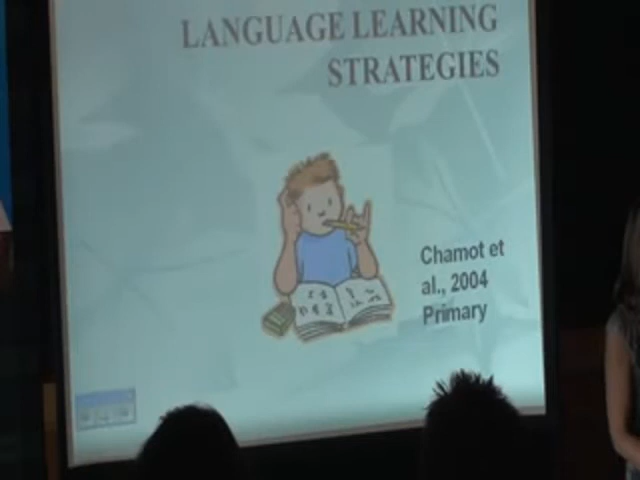 LANGUAGE LEARNING
STRATEGIES
Chamot et
al., 2004
Primary